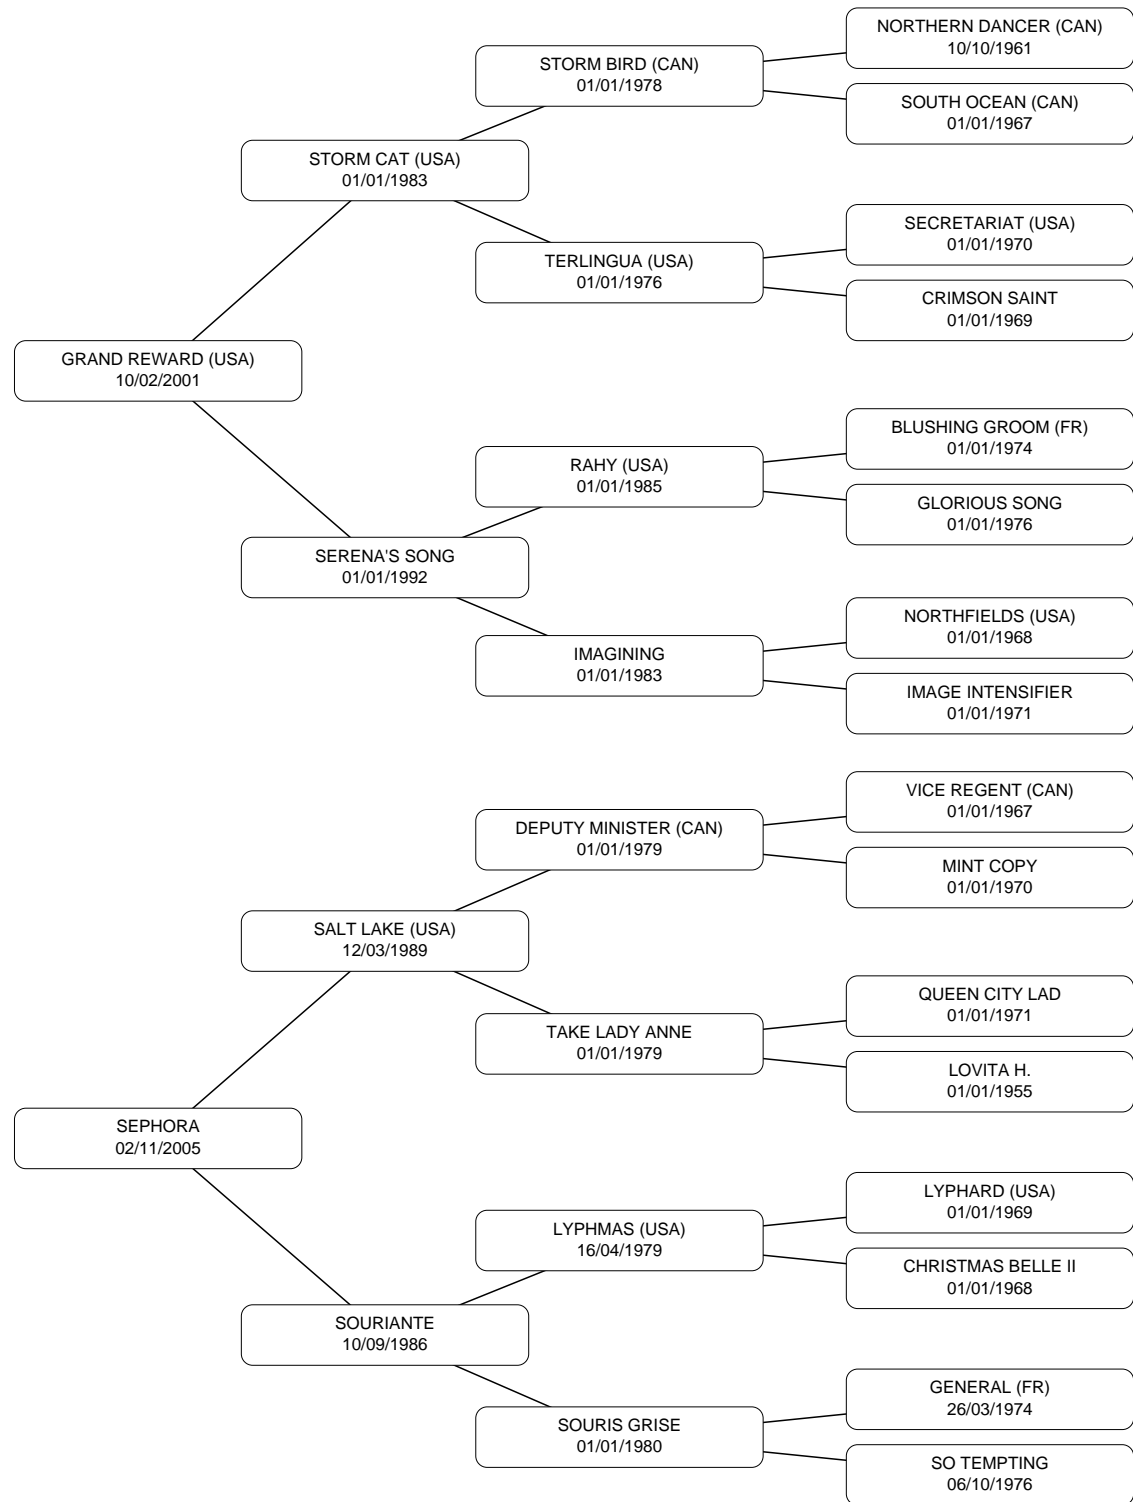 NORTHERN DANCER (CAN)
10/10/1961
STORM BIRD (CAN)
01/01/1978
SOUTH OCEAN (CAN)
01/01/1967
STORM CAT (USA)
01/01/1983
SECRETARIAT (USA)
01/01/1970
TERLINGUA (USA)
01/01/1976
CRIMSON SAINT
01/01/1969
GRAND REWARD (USA)
10/02/2001
BLUSHING GROOM (FR)
01/01/1974
RAHY (USA)
01/01/1985
GLORIOUS SONG
01/01/1976
SERENA'S SONG
01/01/1992
NORTHFIELDS (USA)
01/01/1968
IMAGINING
01/01/1983
IMAGE INTENSIFIER
01/01/1971
VICE REGENT (CAN)
01/01/1967
DEPUTY MINISTER (CAN)
01/01/1979
MINT COPY
01/01/1970
SALT LAKE (USA)
12/03/1989
QUEEN CITY LAD
01/01/1971
TAKE LADY ANNE
01/01/1979
LOVITA H.
01/01/1955
SEPHORA
02/11/2005
LYPHARD (USA)
01/01/1969
LYPHMAS (USA)
16/04/1979
CHRISTMAS BELLE II
01/01/1968
SOURIANTE
10/09/1986
GENERAL (FR)
26/03/1974
SOURIS GRISE
01/01/1980
SO TEMPTING
06/10/1976